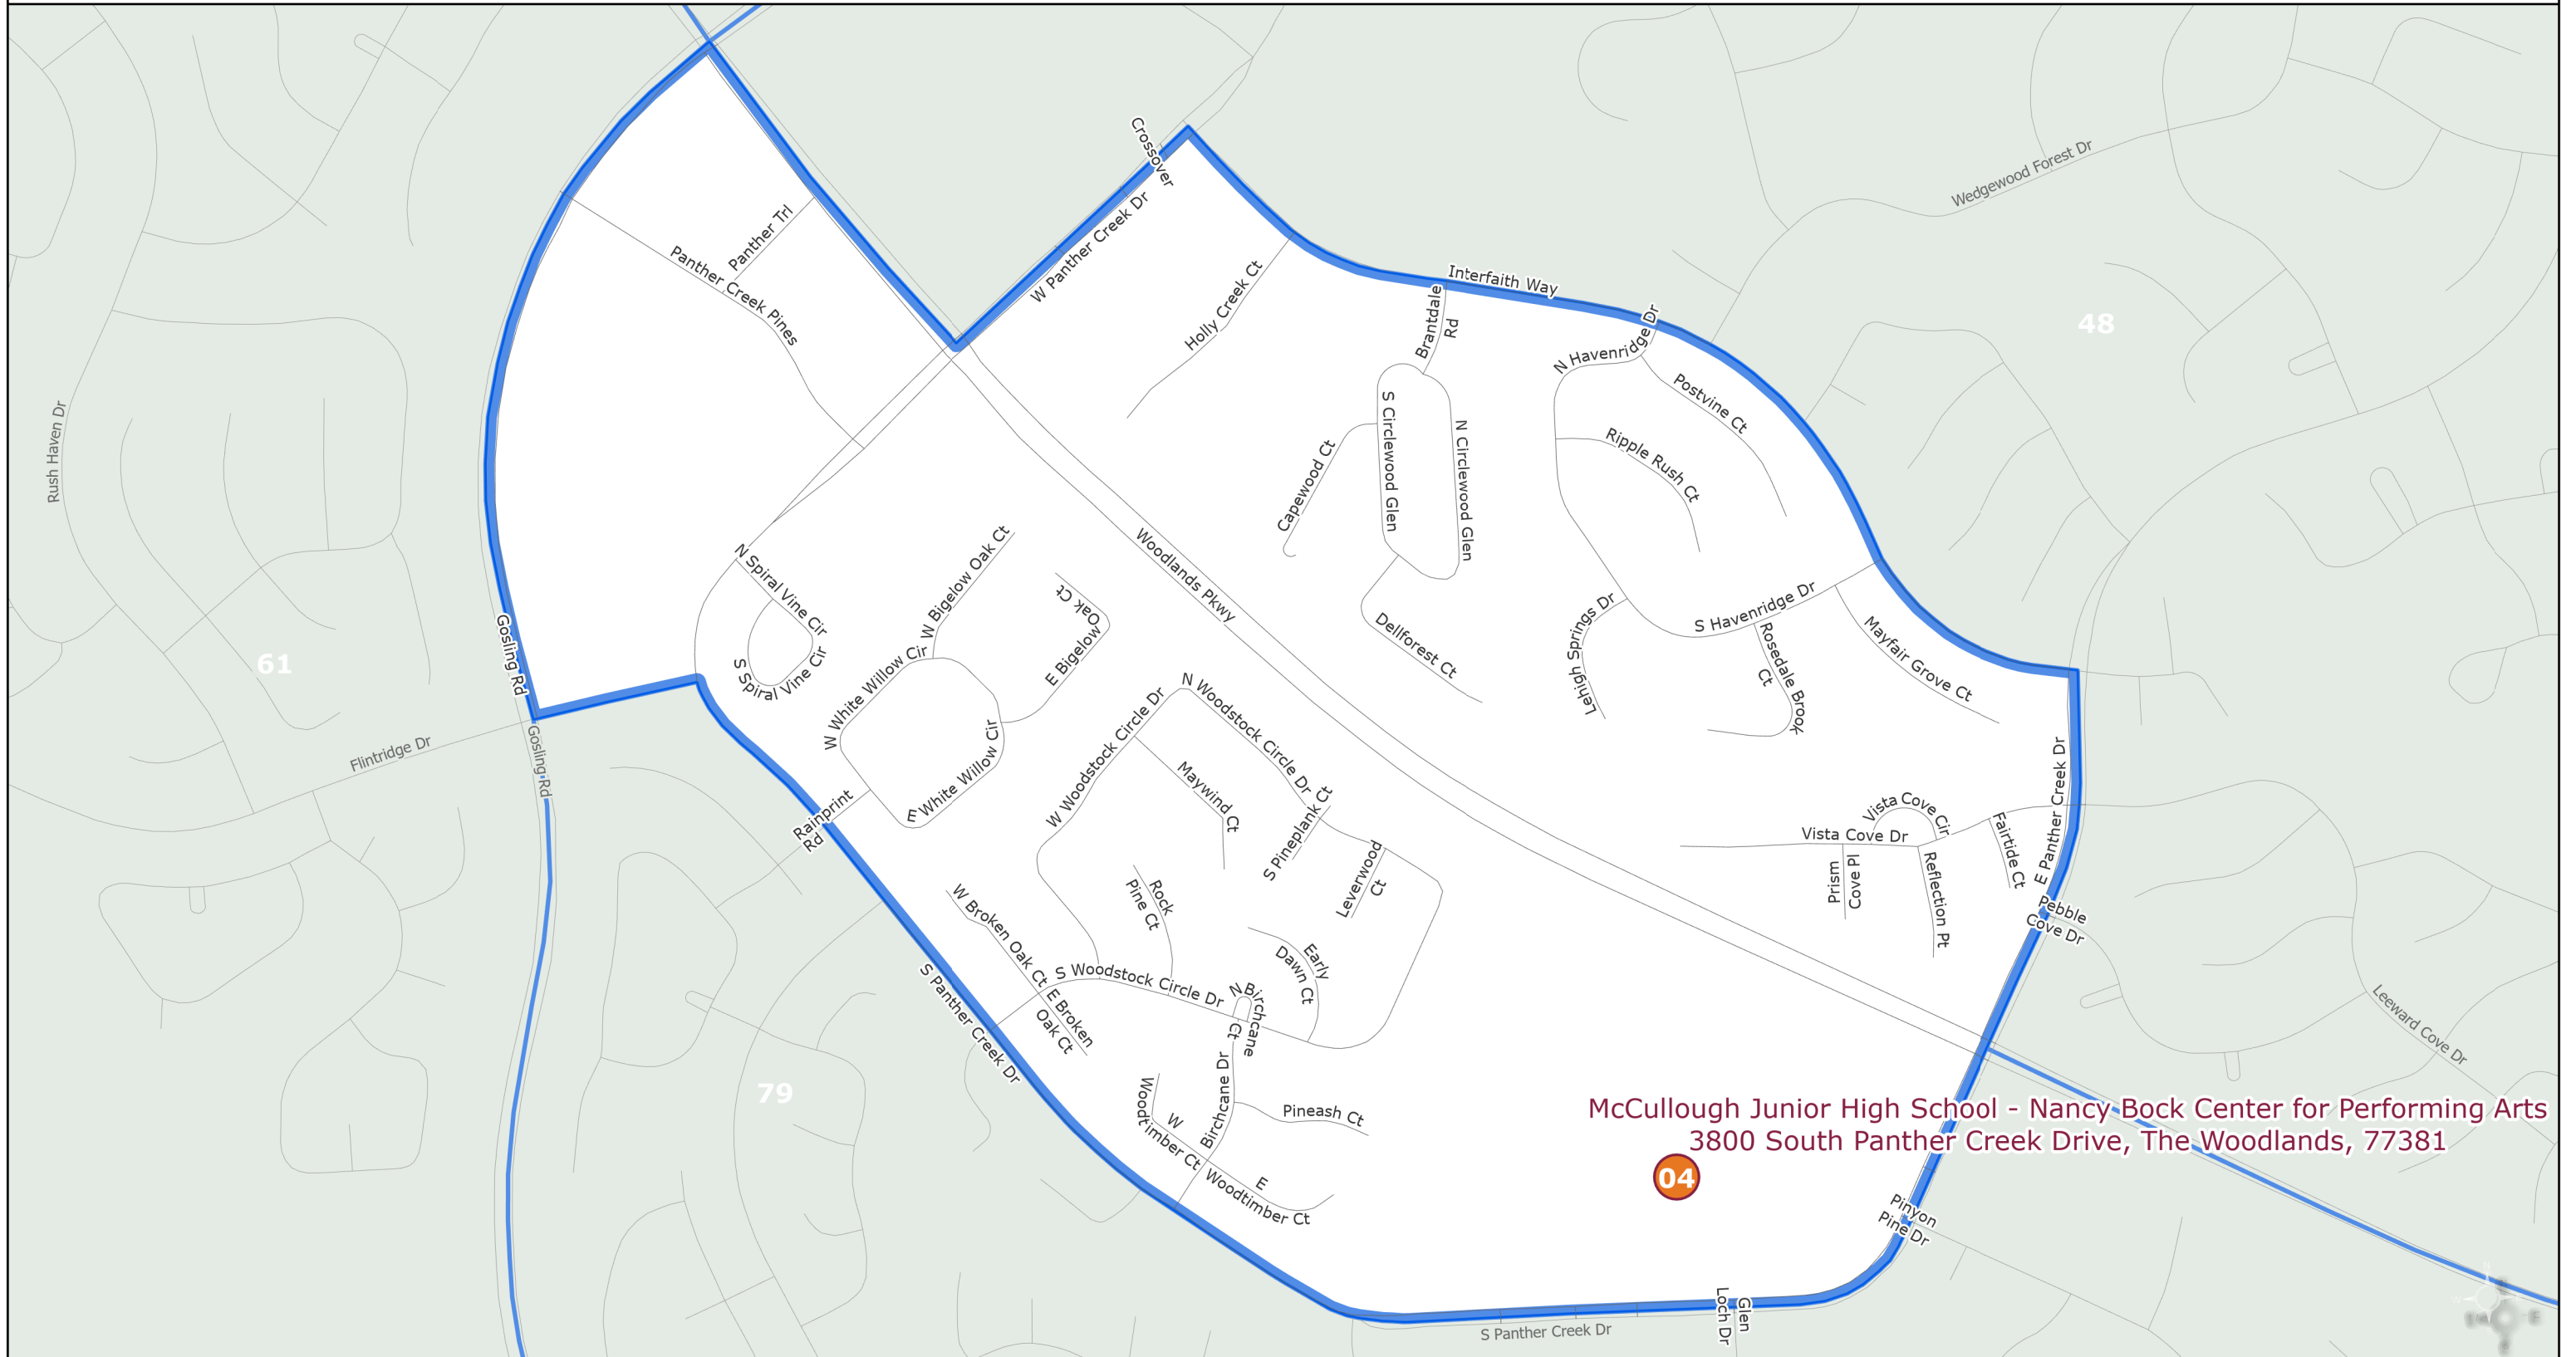 Crossover
Wedgewood Forest Dr
Panther Trl
W Panther Creek Dr
Panther Creek Pines
Holly Creek Ct
Interfaith Way
Brantdale
Rd
N Havenridge Dr
48
Postvine Ct
Rush Haven Dr
S Circlewood Glen
N Circlewood Glen
Capewood Ct
Ripple Rush Ct
Woodlands Pkwy
N Spiral Vine Cir
S Spiral Vine Cir
W Bigelow Oak Ct
E Bigelow
Oak Ct
Dellforest Ct
Lehigh Springs Dr
S Havenridge Dr
Rosedale Brook
Ct
Mayfair Grove Ct
Gosling Rd
61
W White Willow Cir
E White Willow Cir
Flintridge Dr
Gosling Rd
W Woodstock Circle Dr
N Woodstock Circle Dr
Maywind Ct
S Pineplank Ct
Rainprint
Rd
Vista Cove Cir
Vista Cove Dr
Fairtide Ct
E Panther Creek Dr
Prism
Cove Pl
Reflection Pt
Leverwood
Ct
Rock
Pine Ct
W Broken Oak Ct
E Broken
Oak Ct
S Woodstock Circle Dr
Early
Dawn Ct
N Birchcane
Ct
Pebble
Cove Dr
Leeward Cove Dr
S Panther Creek Dr
79
Birchcane Dr
Pineash Ct
W
Woodtimber Ct
E
Woodtimber Ct
McCullough Junior High School - Nancy Bock Center for Performing Arts
3800 South Panther Creek Drive, The Woodlands, 77381
04
Pinyon
Pine Dr
Glen
Loch Dr
S Panther Creek Dr